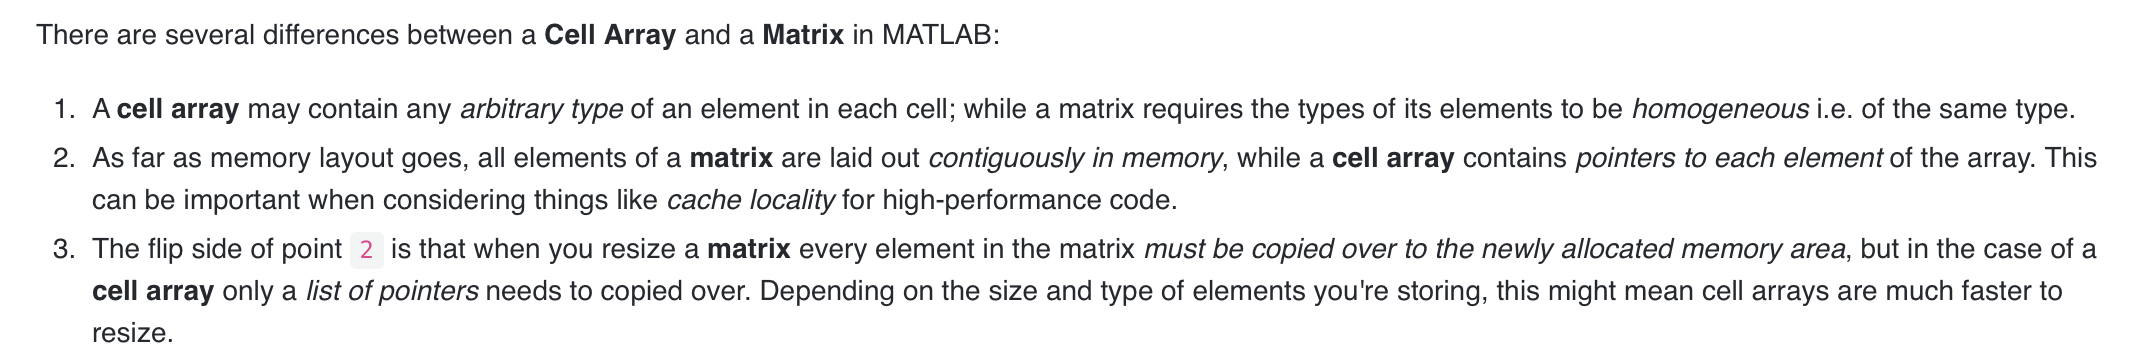 There are several differences between a Cell Array and a Matrix in MATLAB:
1. A cell array may contain any arbitrary type of an element in each cell; while a matrix requires the types of its elements to be homogeneous i.e. of the same type.
2. As far as memory layout goes, all elements of a matrix are laid out contiguously in memory, while a cell array contains pointers to each element of the array. This
can be important when considering things like cache locality for high-performance code.
3. The flip side of point 2 is that when you resize a matrix every element in the matrix must be copied over to the newly allocated memory area, but in the case of a
cell array only a list of pointers needs to copied over. Depending on the size and type of elements you're storing, this might mean cell arrays are much faster to
resize.